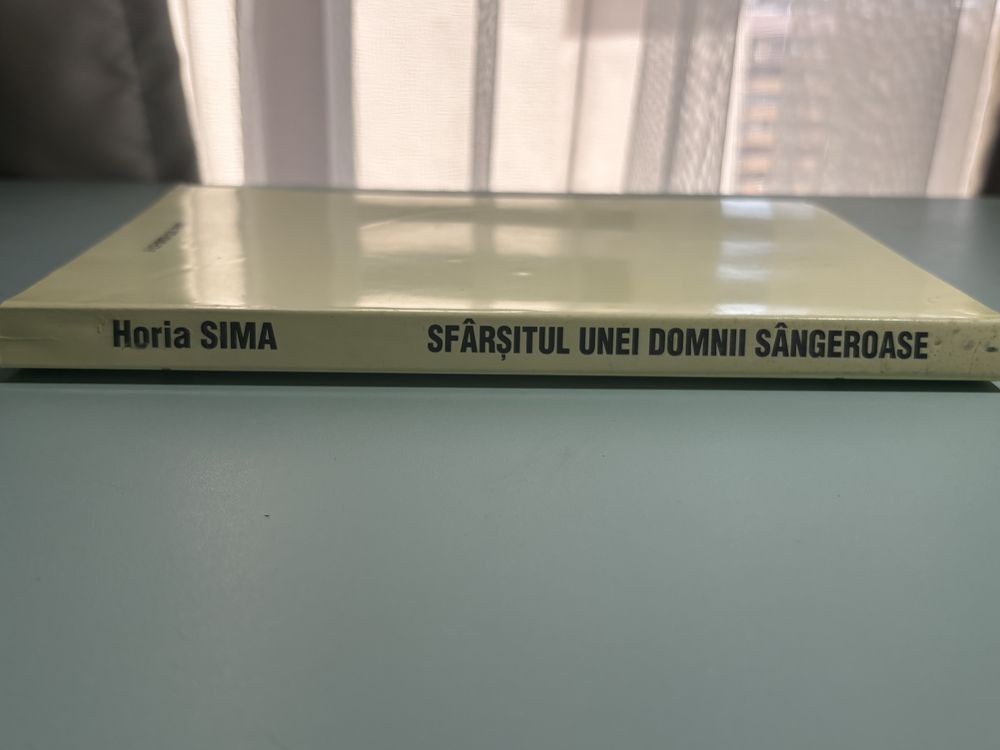 Horia SIMA SFÂRȘITUL UNEI DOMNII SÂNGEROASE